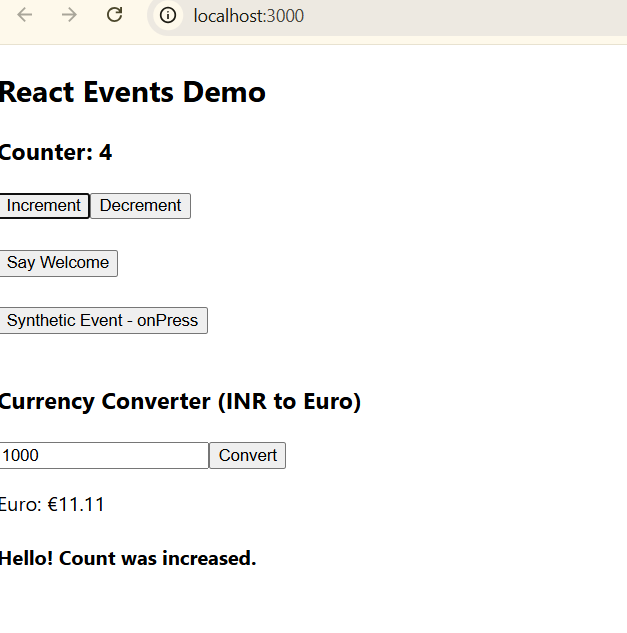 localhost:3000
React Events Demo
Counter: 4
Increment Decrement
Say Welcome
Synthetic Event - onPress
Currency Converter (INR to Euro)
1000 Convert
Euro: €11.11
Hello! Count was increased.